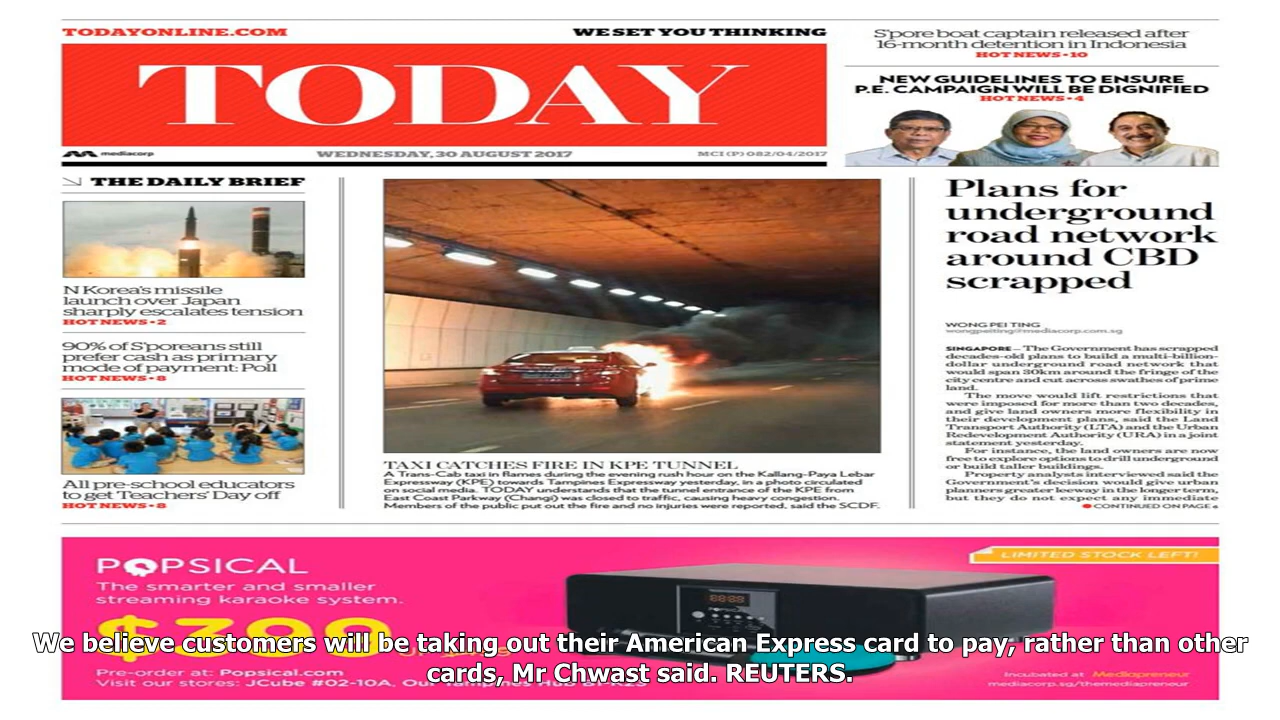 TODAYONLINE.COM
WE SET YOU THINKING
TODAY
mediacorp
WEDNESDAY, 30 AUGUST 2017
MCI (P) 082/04/2017
S'pore boat captain released after
16-month detention in Indonesia
HOT NEWS • 10
NEW GUIDELINES TO ENSURE
P.E. CAMPAIGN WILL BE DIGNIFIED
HOT NEWS • 4
THE DAILY BRIEF
N Korea's missile
launch over Japan
sharply escalates tension
HOT NEWS • 2
90% of S'poreans still
prefer cash as primary
mode of payment: Poll
HOT NEWS • 8
All pre-school educators
to get Teachers' Day off
HOT NEWS • 8
TAXI CATCHES FIRE IN KPE TUNNEL
A Trans-Cab taxi in flames during the evening rush hour on the Kallang-Paya Lebar
Expressway (KPE) towards Tampines Expressway yesterday, in a photo circulated
on social media. TODAY understands that the tunnel entrance of the KPE from
East Coast Parkway (Changi) was closed to traffic, causing heavy congestion.
Members of the public put out the fire and no injuries were reported, said the SCDF.
Plans for
underground
road network
around CBD
scrapped
WONG PEI TING
wongpeiting@mediacorp.com.sg
SINGAPORE — The Government has scrapped
decades-old plans to build a multi-billion-
dollar underground road network that
would span 30km around the fringe of the
city centre and cut across swathes of prime
land.
The move would lift restrictions that
were imposed for more than two decades,
and give land owners more flexibility in
their development plans, said the Land
Transport Authority (LTA) and the Urban
Redevelopment Authority (URA) in a joint
statement yesterday.
For instance, the land owners are now
free to explore options to drill underground
or build taller buildings.
Property analysts interviewed said the
Government's decision would give urban
planners greater leeway in the longer term,
but they do not expect any immediate
CONTINUED ON PAGE 6
POPSICAL
The smarter and smaller
streaming karaoke system.
$399
LIMITED STOCK LEFT!
Pre-order at: Popsical.com
Visit our stores: JCube #02-10A,
Incubated at Mediapreneur
mediacorp.sg/themediapreneur
We believe customers will be taking out their American Express card to pay, rather than other
cards, Mr Chwast said. REUTERS.